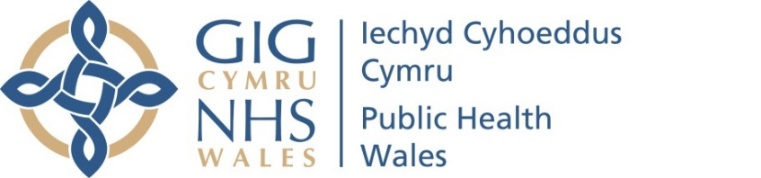 GIG
CYMRU
NHS
WALES
Iechyd Cyhoeddus
Cymru
Public Health
Wales